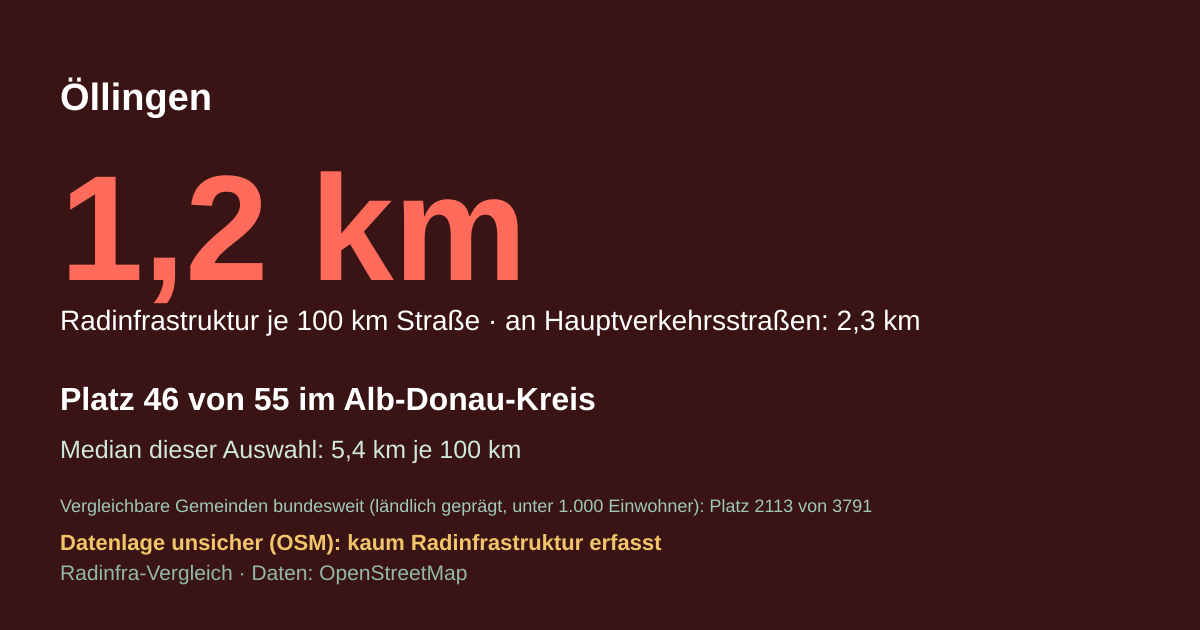 Öllingen
1,2 km
Radinfrastruktur je 100 km Straße · an Hauptverkehrsstraßen: 2,3 km
Platz 46 von 55 im Alb-Donau-Kreis
Median dieser Auswahl: 5,4 km je 100 km
Vergleichbare Gemeinden bundesweit (ländlich geprägt, unter 1.000 Einwohner): Platz 2113 von 3791
Datenlage unsicher (OSM): kaum Radinfrastruktur erfasst
Radinfra-Vergleich · Daten: OpenStreetMap